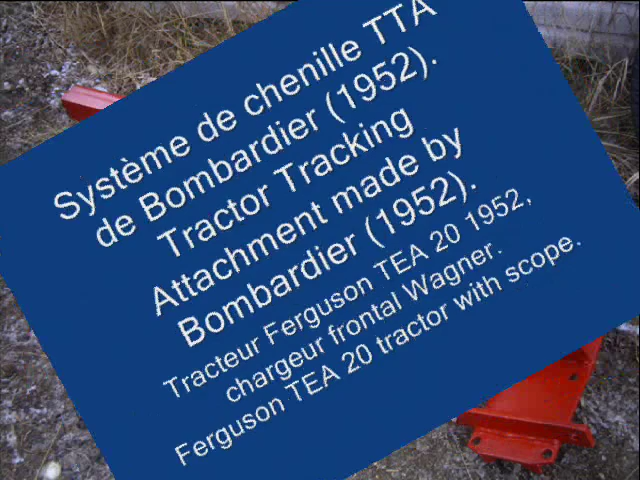 Système de chenille TTA
de Bombardier (1952).
Tractor Tracking
Attachment made by
Bombardier (1952).
Tracteur Ferguson TEA 20 1952,
chargeur frontal Wagner.
Ferguson TEA 20 tractor with scope.